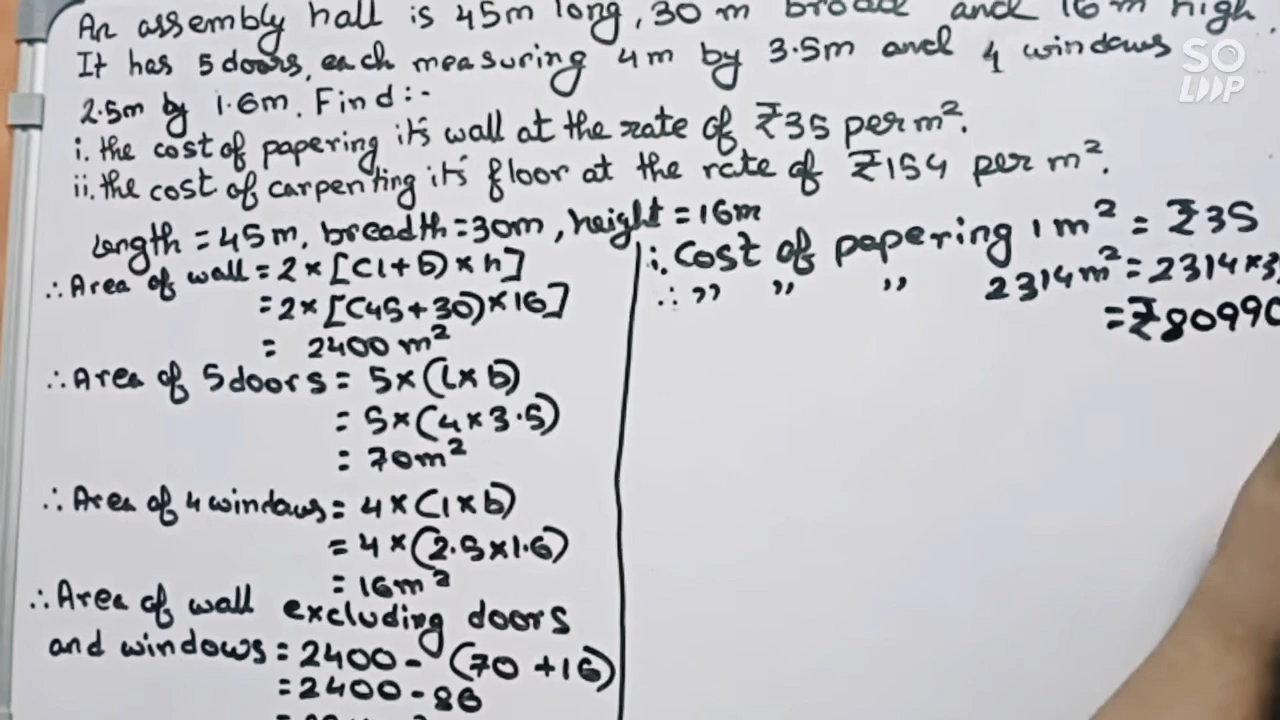 An assembly hall is 45m long, 30 m broad and 16 m high.
It has 5 doors, each measuring 4m by 3.5m and 4 windows
2.5m by 1.6m. Find:-
i. the cost of papering it's wall at the rate of ₹35 per m².
ii. the cost of carpenting it's floor at the rate of ₹154 per m².
Length = 45m, breadth = 30m, height = 16m
∴ Area of wall = 2 × [(l+b) × h]
= 2 × [(45+30) × 16]
= 2400 m²
∴ Area of 5 doors = 5 × (l × b)
= 5 × (4 × 3.5)
= 70m²
∴ Area of 4 windows = 4 × (l × b)
= 4 × (2.5 × 1.6)
= 16m²
∴ Area of wall excluding doors
and windows = 2400 - (70 + 16)
= 2400 - 86
i. Cost of papering 1 m² = ₹35
∴ ,, ,, ,, 2314m² = 2314 × 3
= ₹80990
SO
LOOP